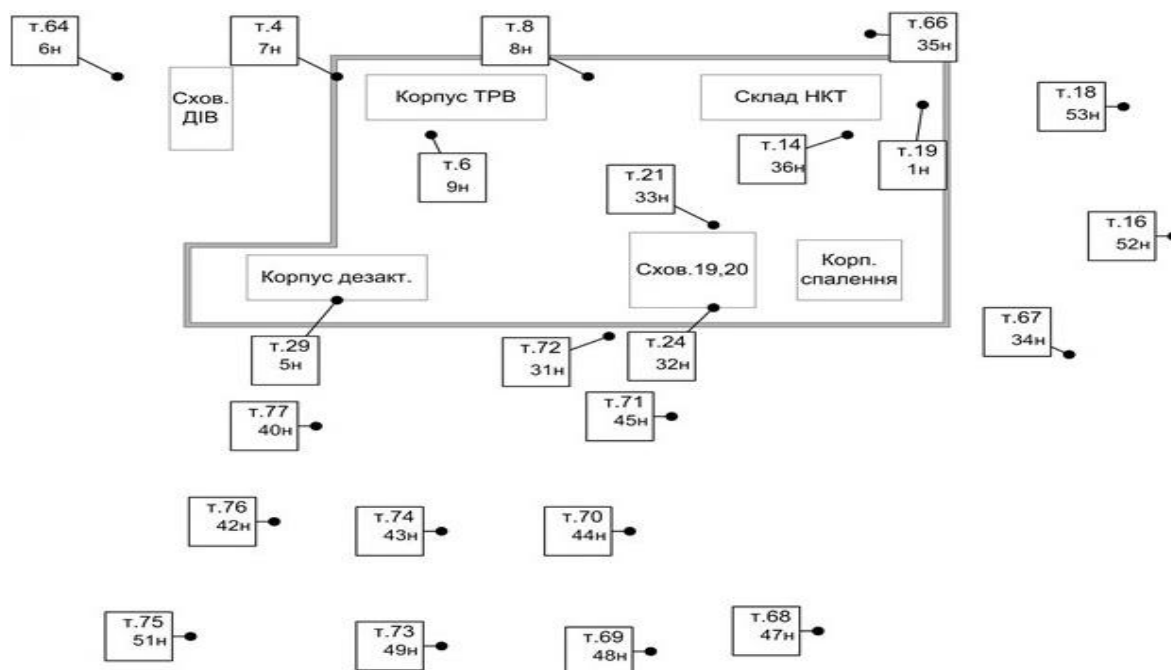 т.64
6н
т.4
7н
т.8
8н
т.66
35н
Схов.
ДІВ
Корпус ТРВ
Склад НКТ
т.18
53н
т.6
9н
т.21
33н
т.14
36н
т.19
1н
т.16
52н
Корпус дезакт.
Схов.19,20
Корп.
спалення
т.29
5н
т.72
31н
т.24
32н
т.67
34н
т.77
40н
т.71
45н
т.76
42н
т.74
43н
т.70
44н
т.75
51н
т.73
49н
т.69
48н
т.68
47н